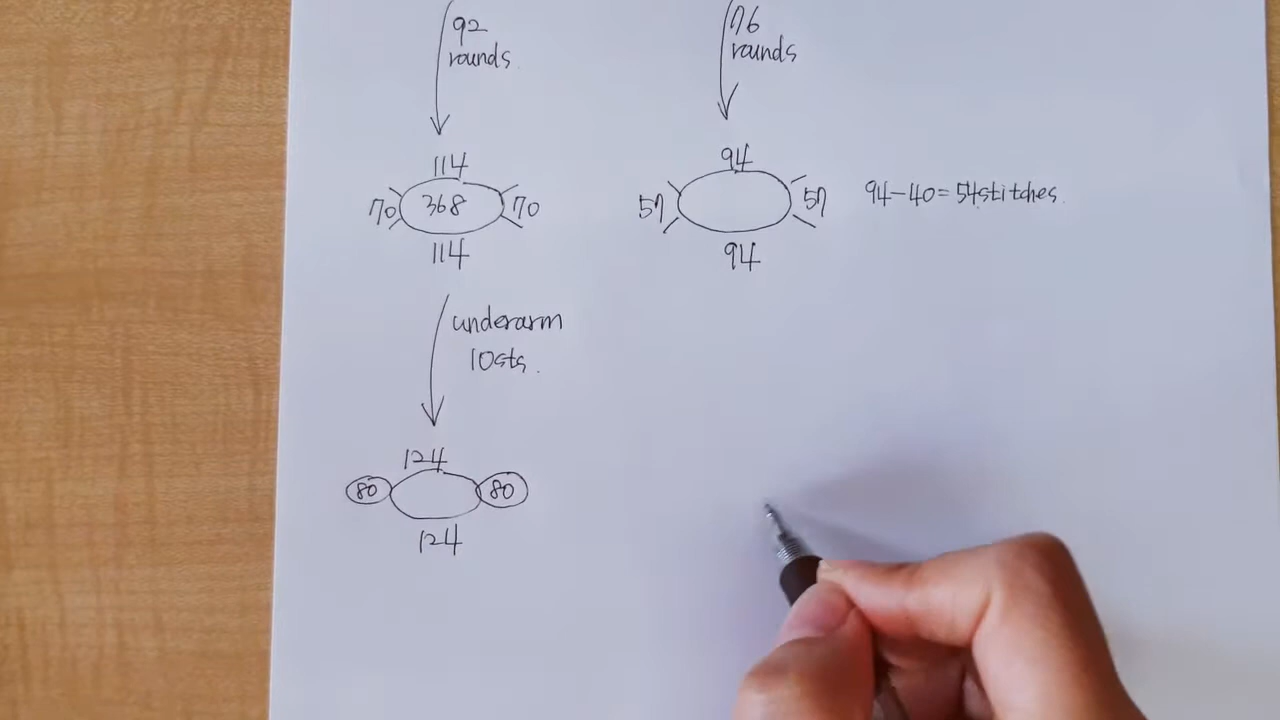 92
rounds
114
70 368 70
114
underarm
10sts.
124
80 80
124
76
rounds
94
57 57
94
94-40=54stitches.